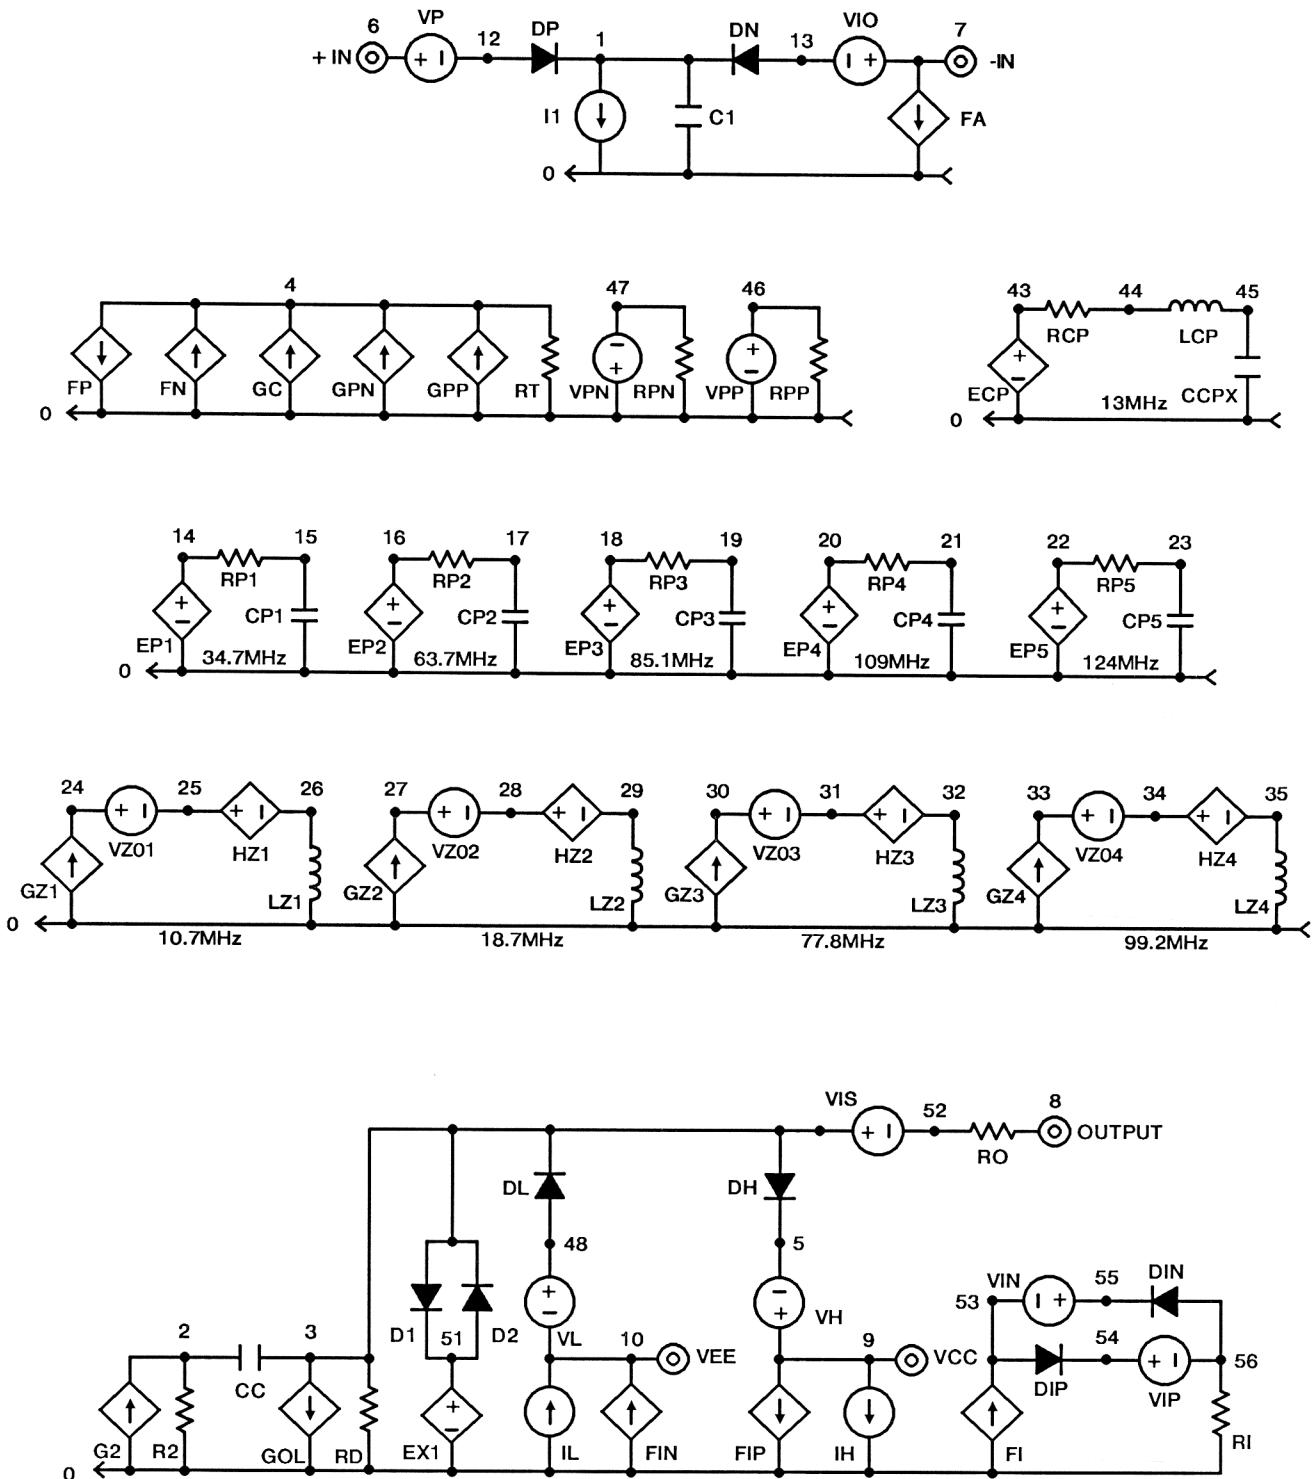 6 VP 12 DP 1 DN 13 VIO 7
+ IN + - - + -IN
I1 C1 FA
0
4 47 46 43 44 45
RCP LCP
FP FN GC GPN GPP RT - + VPN RPN + - VPP RPP + - ECP 13MHz CCPX
0 0
14 15 16 17 18 19 20 21 22 23
RP1 RP2 RP3 RP4 RP5
+ - + - + - + - + -
EP1 CP1 EP2 CP2 EP3 CP3 EP4 CP4 EP5 CP5
0 34.7MHz 63.7MHz 85.1MHz 109MHz 124MHz
24 25 26 27 28 29 30 31 32 33 34 35
+ - + - + - + - + - + - + - + -
VZ01 HZ1 VZ02 HZ2 VZ03 HZ3 VZ04 HZ4
GZ1 LZ1 GZ2 LZ2 GZ3 LZ3 GZ4 LZ4
0 10.7MHz 18.7MHz 77.8MHz 99.2MHz
VIS 52 8
+ - RO OUTPUT
DL DH
48 5
+ - - + VIN 55 DIN
53 - +
2 3 D1 51 D2 VL 10 VH 9 54
CC VEE VCC DIP + - 56
VIP
+ -
G2 R2 GOL RD EX1 IL FIN FIP IH FI RI
0